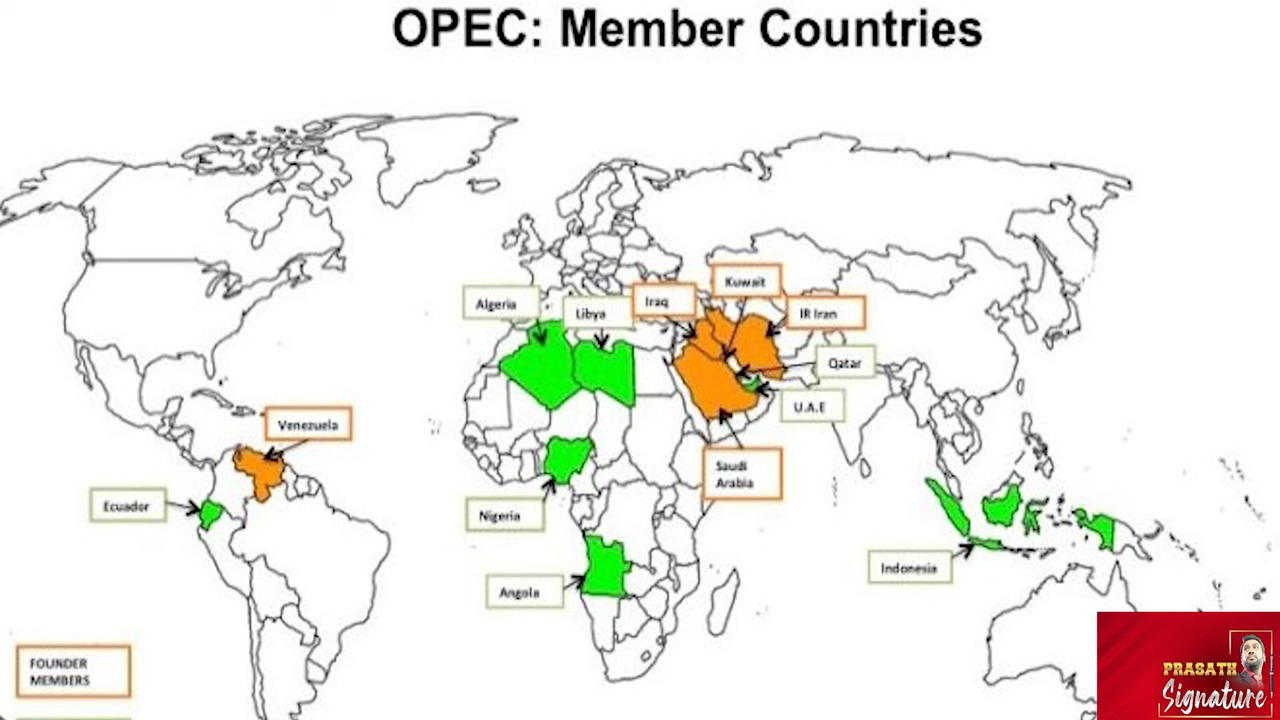 OPEC: Member Countries
Kuwait
Algeria
Libya
Iraq
IR Iran
Qatar
U.A.E
Venezuela
Saudi
Arabia
Ecuador
Nigeria
Indonesia
Angola
FOUNDER
MEMBERS
PRASATH
Signature